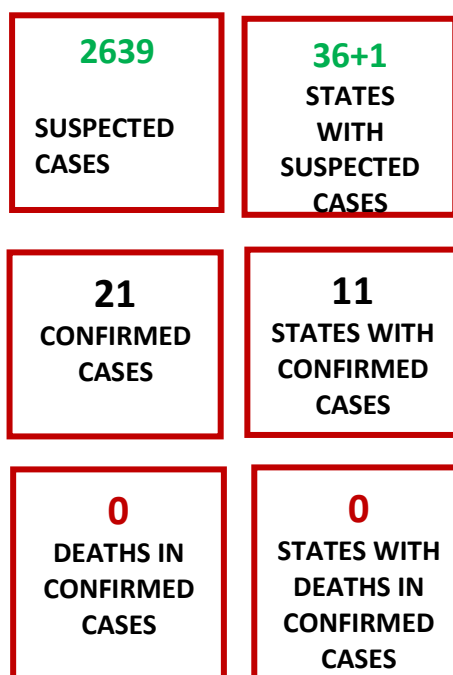 2639
SUSPECTED
CASES
36+1
STATES
WITH
SUSPECTED
CASES
21
CONFIRMED
CASES
11
STATES WITH
CONFIRMED
CASES
0
DEATHS IN
CONFIRMED
CASES
0
STATES WITH
DEATHS IN
CONFIRMED
CASES